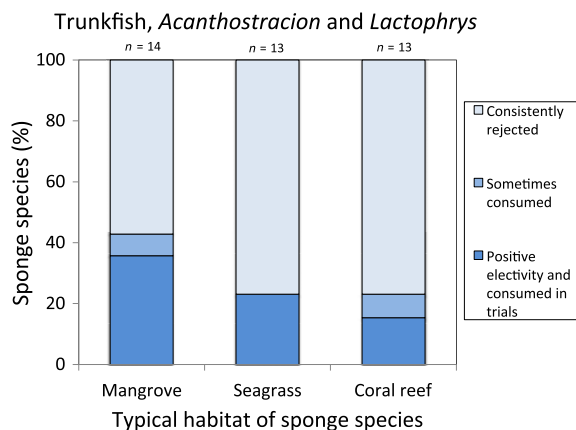 Trunkfish, Acanthostracion and Lactophrys
n = 14 n = 13 n = 13
100
80
60
40
20
0
Sponge species (%)
Mangrove Seagrass Coral reef
Typical habitat of sponge species
Consistently
rejected
Sometimes
consumed
Positive
electivity and
consumed in
trials